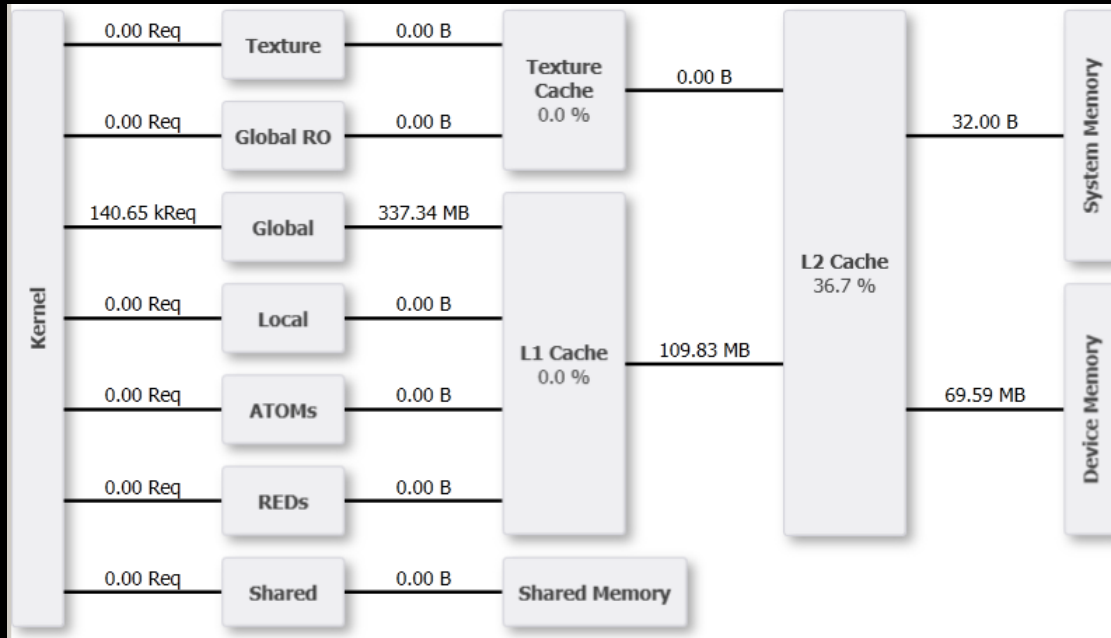 Kernel
0.00 Req
Texture
0.00 B
Texture
Cache
0.0 %
0.00 B
0.00 Req
Global RO
0.00 B
140.65 kReq
Global
337.34 MB
0.00 Req
Local
0.00 B
L1 Cache
0.0 %
109.83 MB
0.00 Req
ATOMs
0.00 B
0.00 Req
REDs
0.00 B
0.00 Req
Shared
0.00 B
Shared Memory
L2 Cache
36.7 %
32.00 B
System Memory
69.59 MB
Device Memory